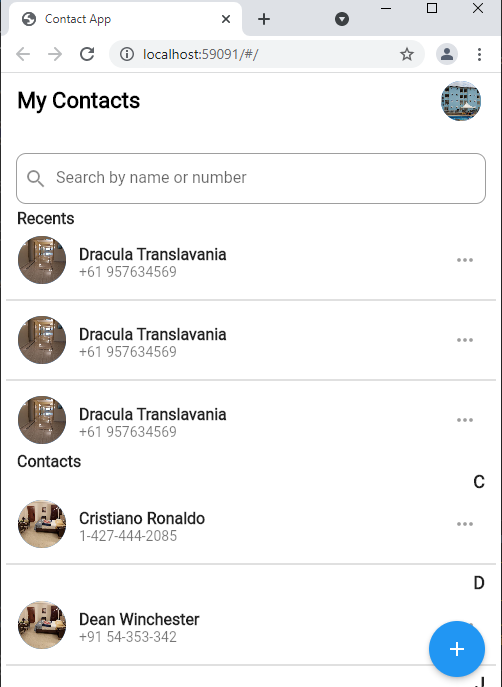 Contact App
localhost:59091/#/
My Contacts
Search by name or number
Recents
Dracula Translavania
+61 957634569
Dracula Translavania
+61 957634569
Dracula Translavania
+61 957634569
Contacts
C
Cristiano Ronaldo
1-427-444-2085
D
Dean Winchester
+91 54-353-342
J